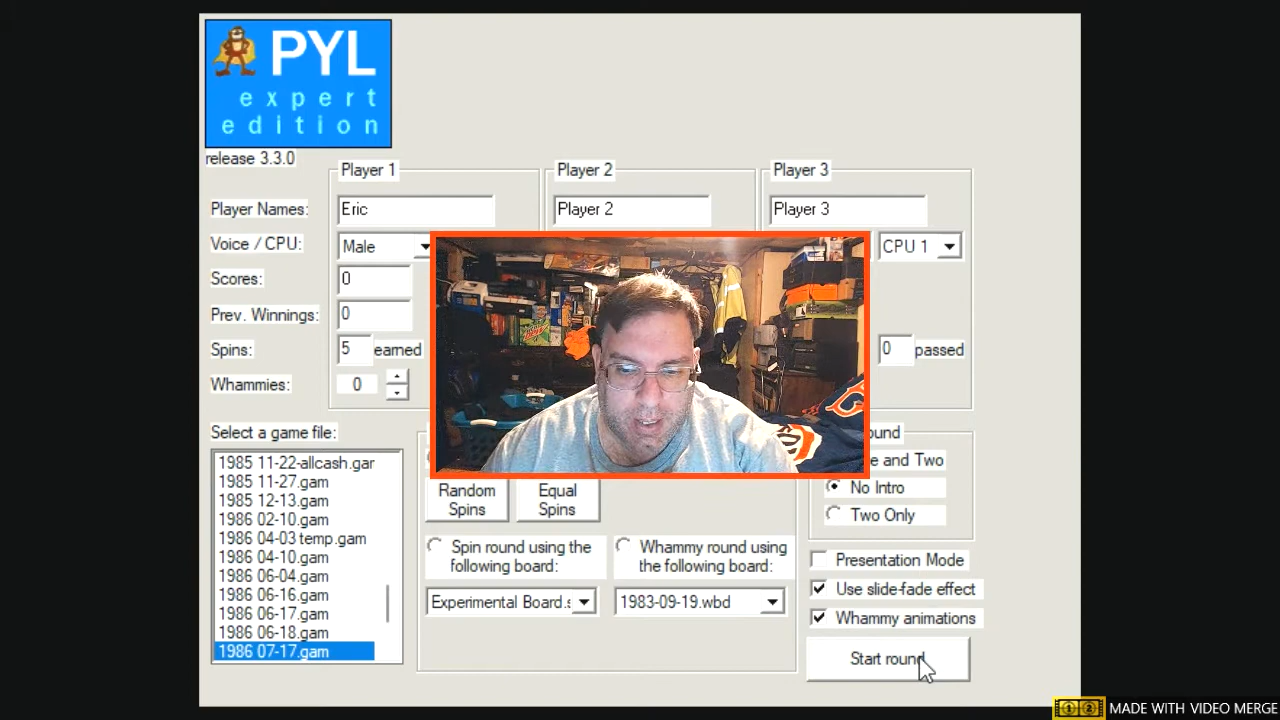 PYL
expert
edition
release 3.3.0
Player 1
Player 2
Player 3
Player Names:
Eric
Player 2
Player 3
Voice / CPU:
Male
CPU 1
Scores:
0
Prev. Winnings:
0
Spins:
5 earned
0 passed
Whammies:
0
Select a game file:
1985 11-22-allcash.gar
1985 11-27.gam
1985 12-13.gam
1986 02-10.gam
1986 04-03 temp.gam
1986 04-10.gam
1986 06-04.gam
1986 06-16.gam
1986 06-17.gam
1986 06-18.gam
1986 07-17.gam
Random
Spins
Equal
Spins
Spin round using the
following board:
Experimental Board.s
Whammy round using
the following board:
1983-09-19.wbd
and Two
No Intro
Two Only
Presentation Mode
Use slide-fade effect
Whammy animations
Start round
MADE WITH VIDEO MERGE